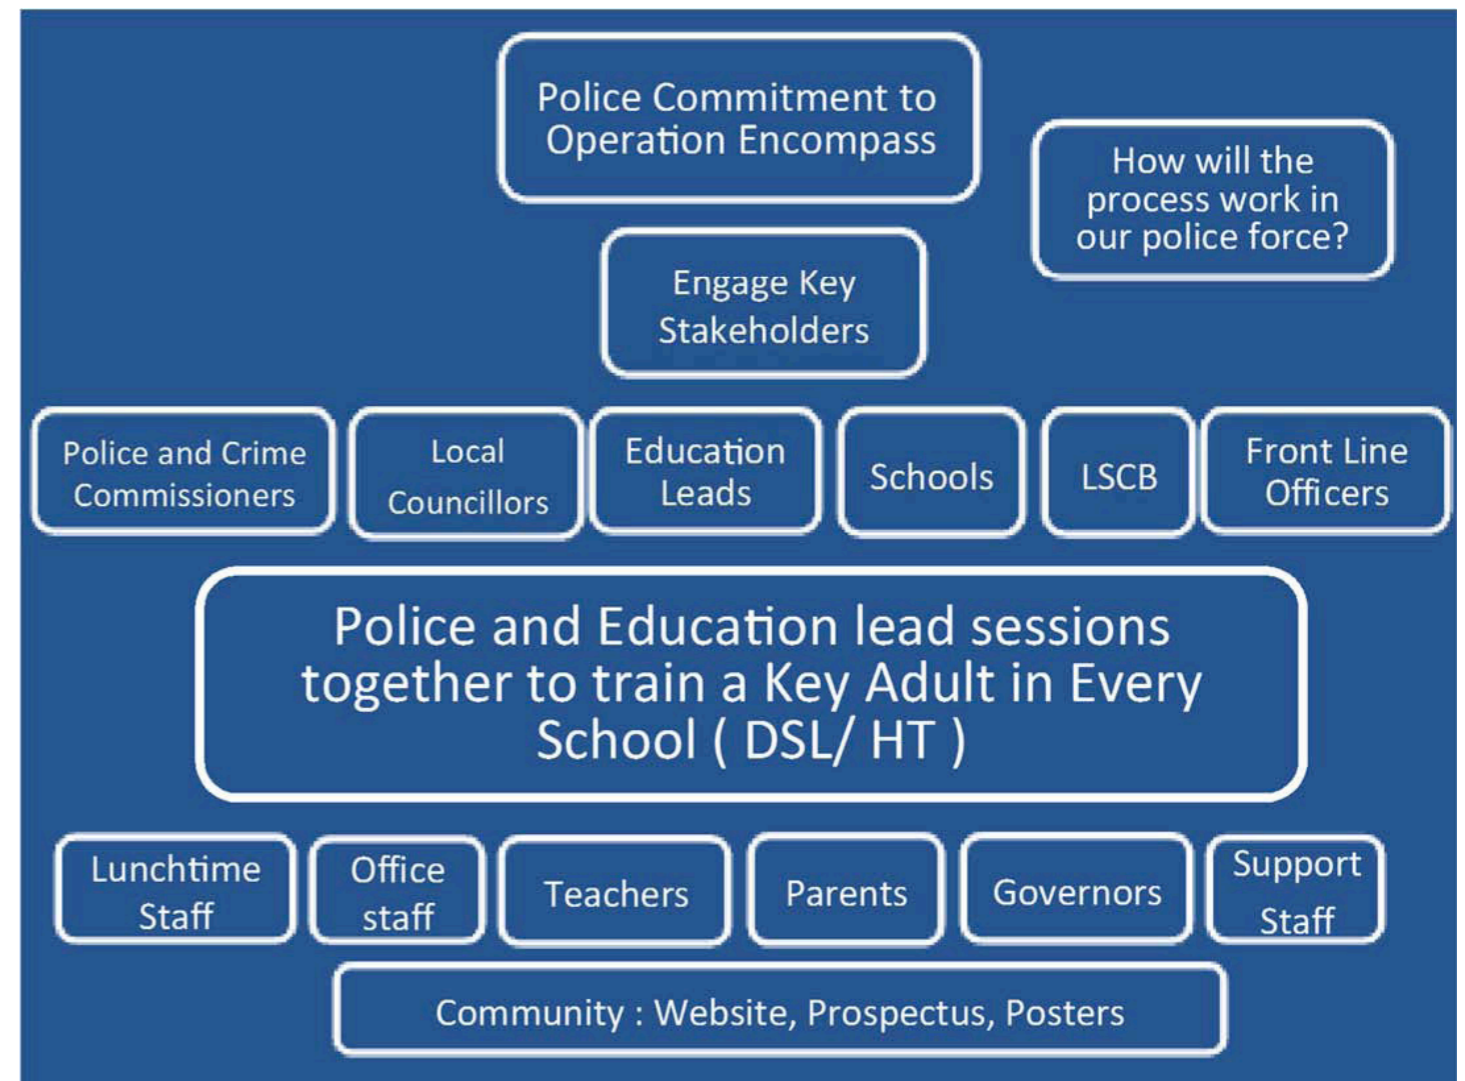 Police Commitment to
Operation Encompass
How will the
process work in
our police force?
Engage Key
Stakeholders
Police and Crime
Commissioners
Local
Councillors
Education
Leads
Schools
LSCB
Front Line
Officers
Police and Education lead sessions
together to train a Key Adult in Every
School ( DSL/ HT )
Lunchtime
Staff
Office
staff
Teachers
Parents
Governors
Support
Staff
Community : Website, Prospectus, Posters